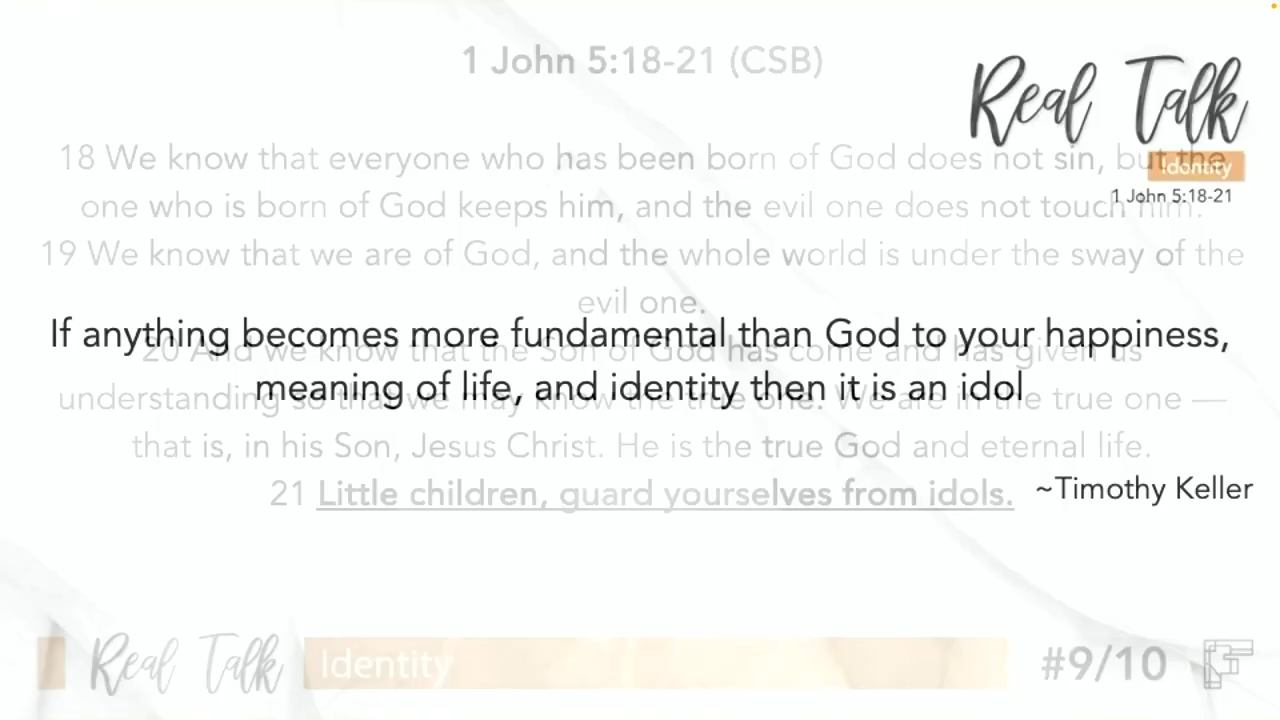 1 John 5:18-21 (CSB)
Real Talk
Identity
1 John 5:18-21
18 We know that everyone who has been born of God does not sin, but the
one who is born of God keeps him, and the evil one does not touch him.
19 We know that we are of God, and the whole world is under the sway of the
evil one.
If anything becomes more fundamental than God to your happiness,
meaning of life, and identity then it is an idol
~Timothy Keller
20 And we know that the Son of God has come and has given us
understanding so that we may know the true one. We are in the true one —
that is, in his Son, Jesus Christ. He is the true God and eternal life.
21 Little children, guard yourselves from idols.
Real Talk
Identity
#9/10